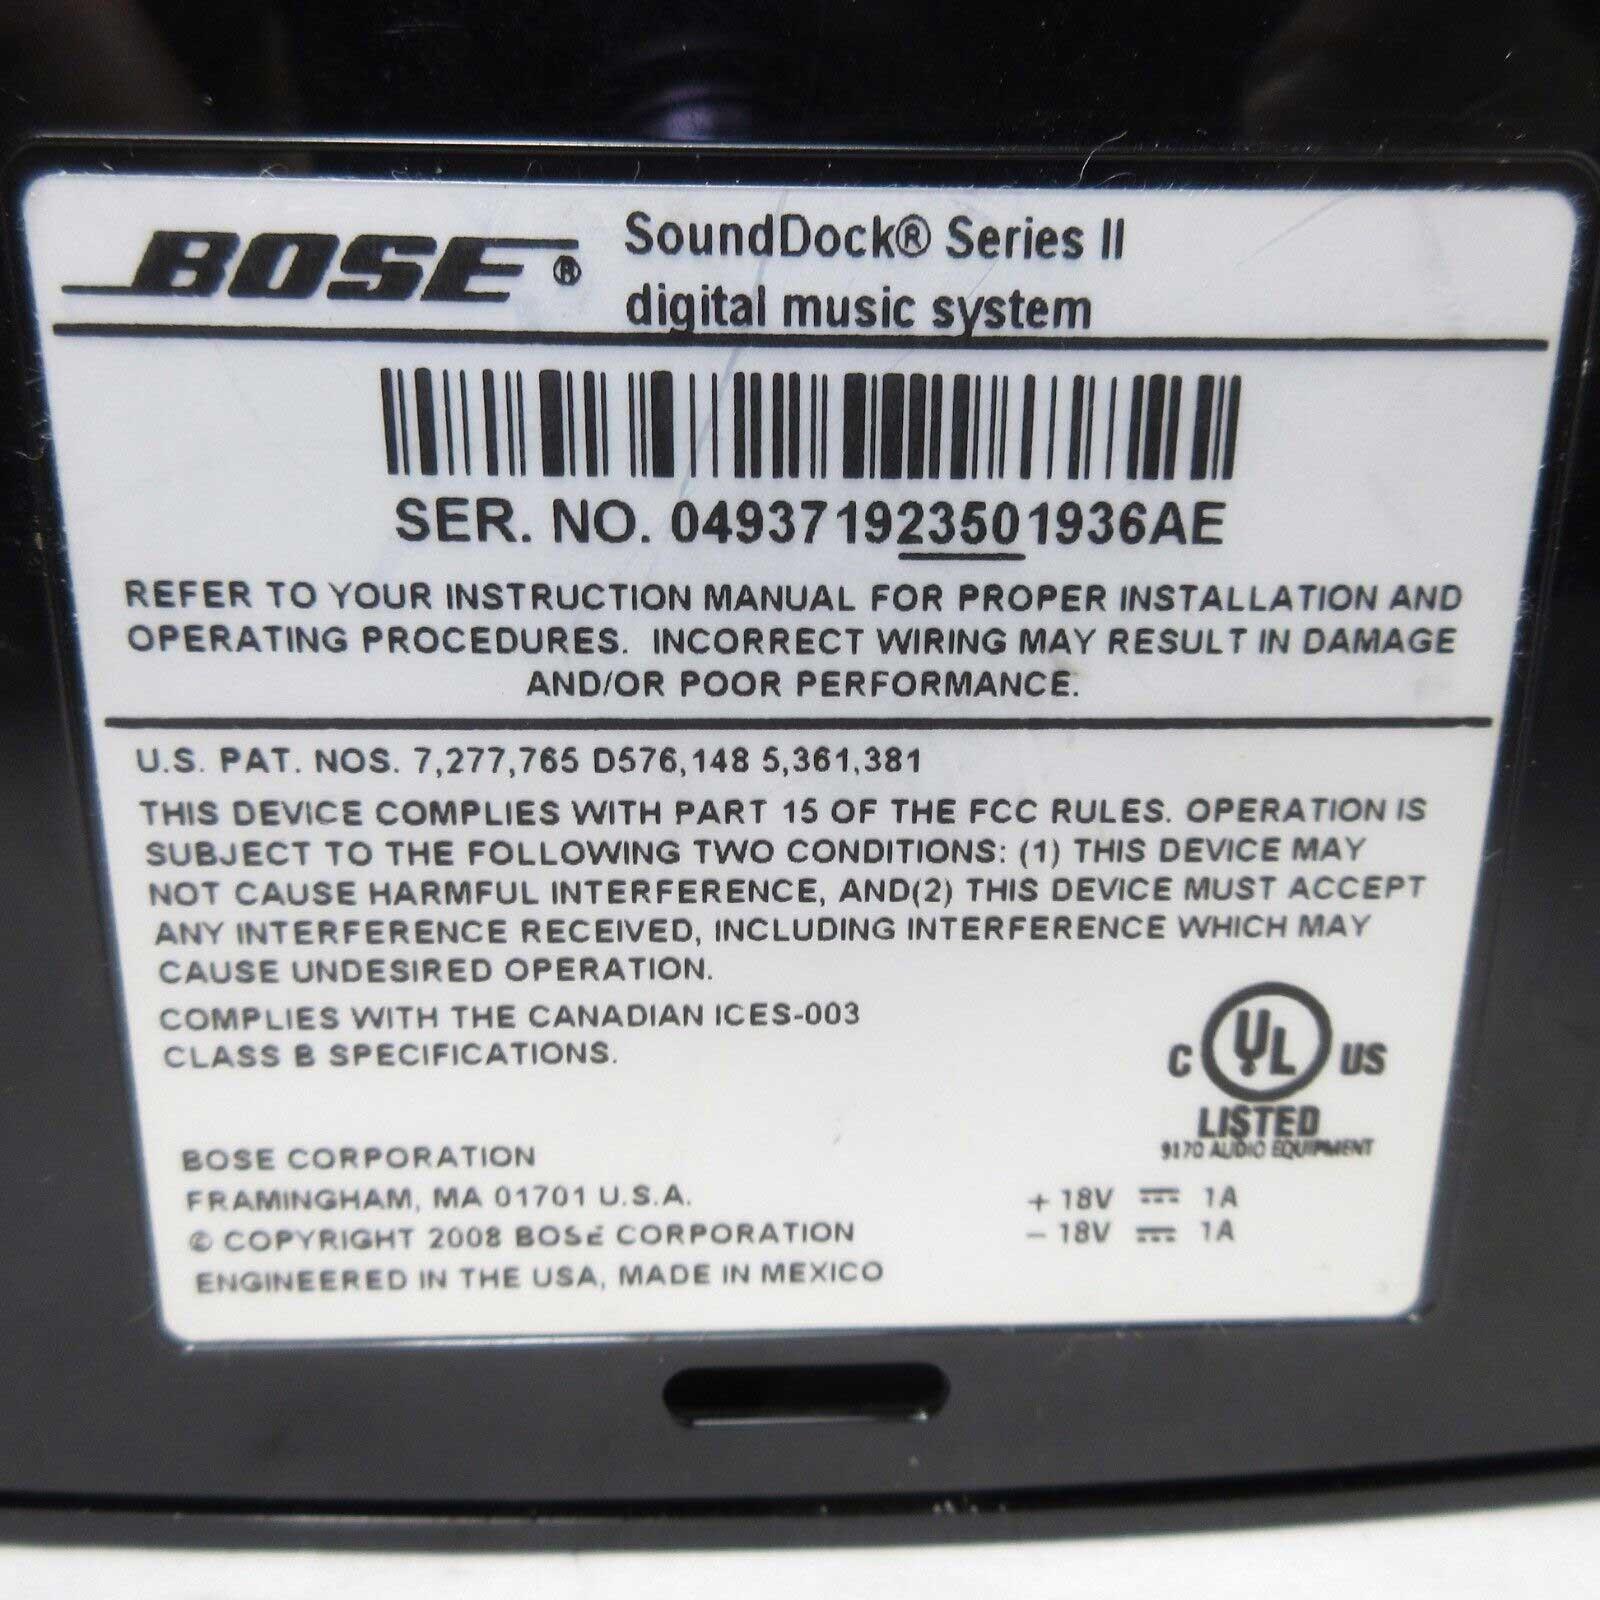 BOSE® SoundDock® Series II
digital music system
SER. NO. 049371923501936AE
REFER TO YOUR INSTRUCTION MANUAL FOR PROPER INSTALLATION AND
OPERATING PROCEDURES. INCORRECT WIRING MAY RESULT IN DAMAGE
AND/OR POOR PERFORMANCE.
U.S. PAT. NOS. 7,277,765 D576,148 5,361,381
THIS DEVICE COMPLIES WITH PART 15 OF THE FCC RULES. OPERATION IS
SUBJECT TO THE FOLLOWING TWO CONDITIONS: (1) THIS DEVICE MAY
NOT CAUSE HARMFUL INTERFERENCE, AND(2) THIS DEVICE MUST ACCEPT
ANY INTERFERENCE RECEIVED, INCLUDING INTERFERENCE WHICH MAY
CAUSE UNDESIRED OPERATION.
COMPLIES WITH THE CANADIAN ICES-003
CLASS B SPECIFICATIONS.
C UL US
LISTED
9170 AUDIO EQUIPMENT
BOSE CORPORATION
FRAMINGHAM, MA 01701 U.S.A.
© COPYRIGHT 2008 BOSE CORPORATION
ENGINEERED IN THE USA, MADE IN MEXICO
+ 18V ⎓ 1A
− 18V ⎓ 1A